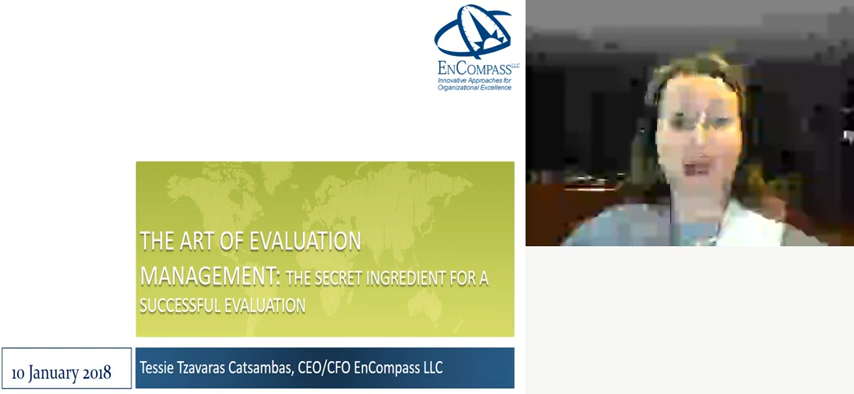 ENCOMPASS LLC
Innovative Approaches for
Organizational Excellence
THE ART OF EVALUATION
MANAGEMENT: THE SECRET INGREDIENT FOR A
SUCCESSFUL EVALUATION
10 January 2018
Tessie Tzavaras Catsambas, CEO/CFO EnCompass LLC